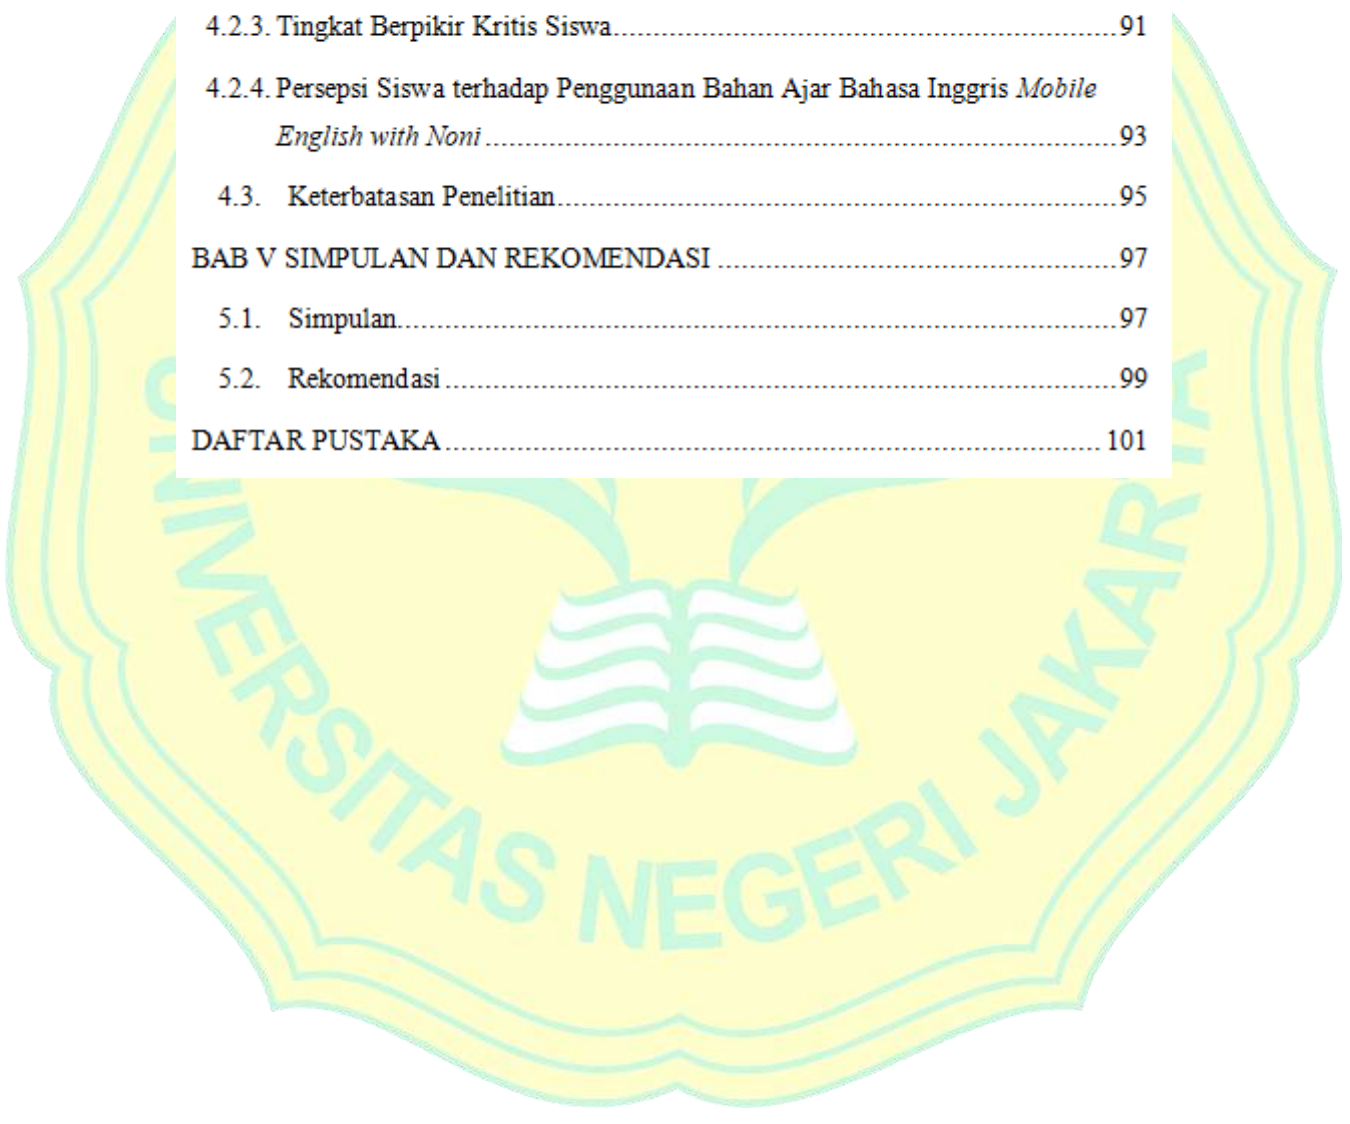 4.2.3. Tingkat Berpikir Kritis Siswa............................................................................91
4.2.4. Persepsi Siswa terhadap Penggunaan Bahan Ajar Bahasa Inggris Mobile
English with Noni................................................................................................93
4.3. Keterbatasan Penelitian.....................................................................................95
BAB V SIMPULAN DAN REKOMENDASI.............................................................97
5.1. Simpulan.............................................................................................................97
5.2. Rekomendasi......................................................................................................99
DAFTAR PUSTAKA...................................................................................................101
UNIVERSITAS NEGERI JAKARTA